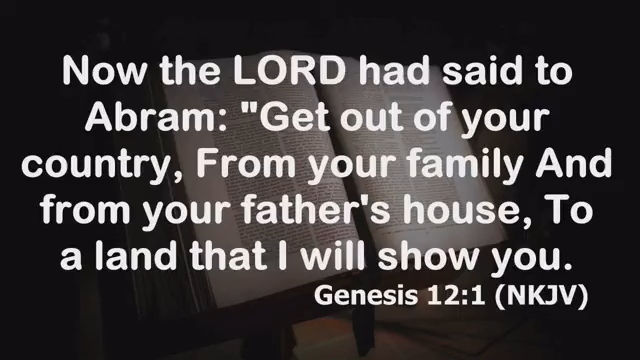 Now the LORD had said to
Abram: "Get out of your
country, From your family And
from your father's house, To
a land that I will show you.
Genesis 12:1 (NKJV)